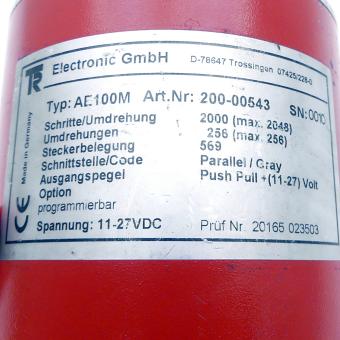 TR Electronic GmbH D-78647 Trossingen 07425/228-0
Typ: AE100M Art.Nr: 200-00543 SN:0010
Schritte/Umdrehung 2000 (max. 2048)
Umdrehungen 256 (max. 256)
Steckerbelegung 569
Schnittstelle/Code Parallel / Gray
Ausgangspegel Push Pull +(11-27) Volt
Option
programmierbar
Spannung: 11-27VDC Prüf Nr. 20165 023503
Made in Germany
CE